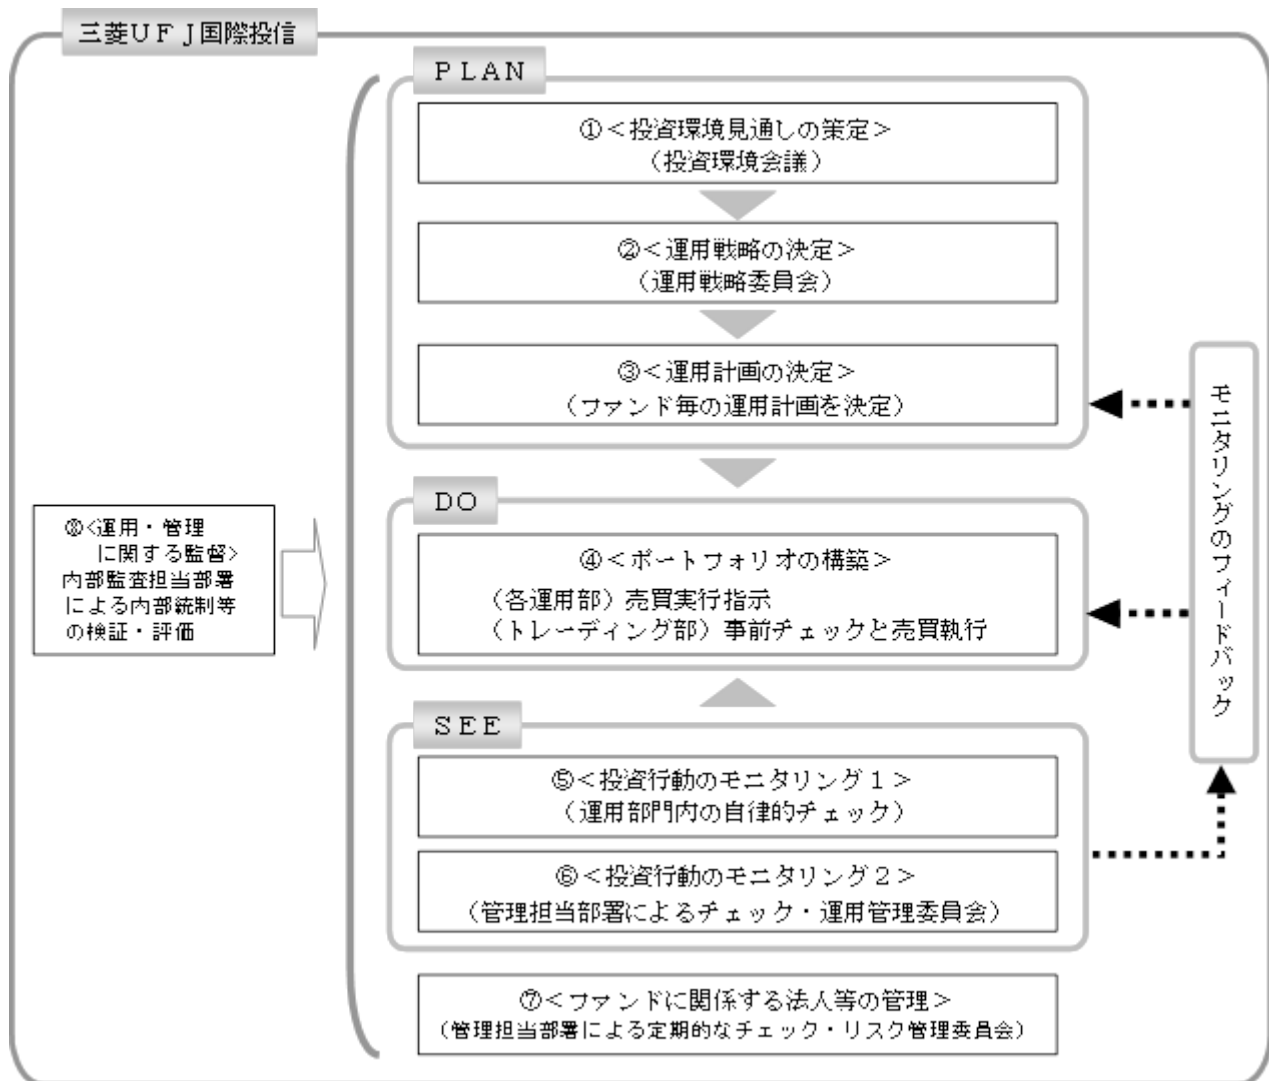 三菱UFJ国際投信
PLAN
①<投資環境見通しの策定>
(投資環境会議)
②<運用戦略の決定>
(運用戦略委員会)
③<運用計画の決定>
(ファンド毎の運用計画を決定)
DO
④<ポートフォリオの構築>
(各運用部)売買実行指示
(トレーディング部)事前チェックと売買執行
SEE
⑤<投資行動のモニタリング1>
(運用部門内の自律的チェック)
⑥<投資行動のモニタリング2>
(管理担当部署によるチェック・運用管理委員会)
⑦<ファンドに関係する法人等の管理>
(管理担当部署による定期的なチェック・リスク管理委員会)
⑧<運用・管理
に関する監督>
内部監査担当部署
による内部統制等
の検証・評価
モニタリングのフィードバック